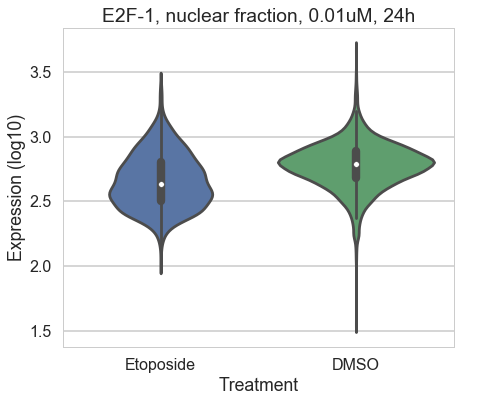 E2F-1, nuclear fraction, 0.01uM, 24h
Expression (log10)
3.5
3.0
2.5
2.0
1.5
Etoposide
DMSO
Treatment